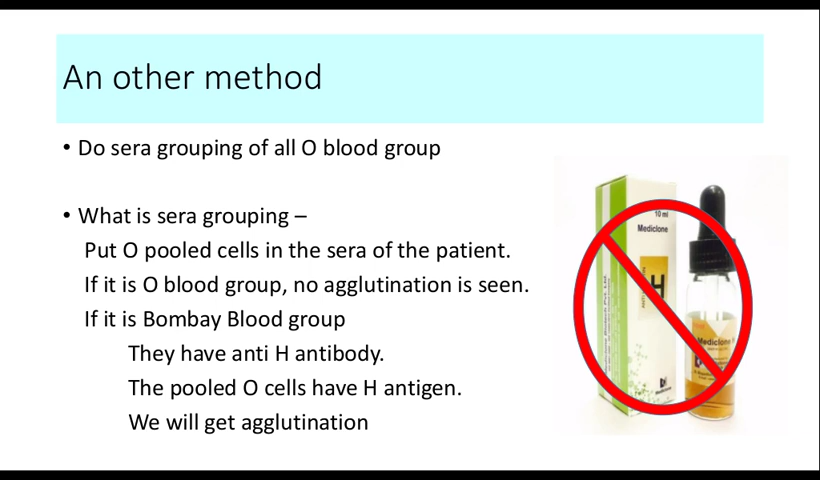 An other method
• Do sera grouping of all O blood group
• What is sera grouping –
Put O pooled cells in the sera of the patient.
If it is O blood group, no agglutination is seen.
If it is Bombay Blood group
They have anti H antibody.
The pooled O cells have H antigen.
We will get agglutination
10 ml
Mediclone
H
Mediclone